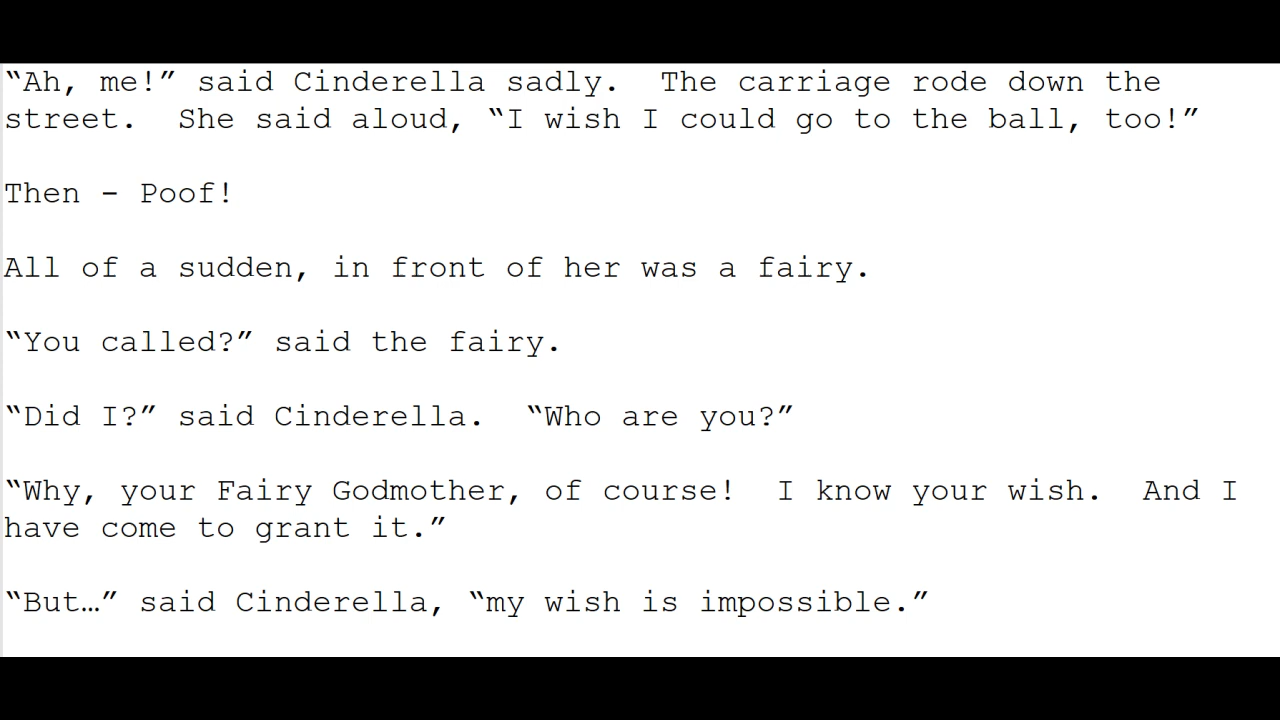 “Ah, me!” said Cinderella sadly.  The carriage rode down the
street.  She said aloud, “I wish I could go to the ball, too!”
Then – Poof!
All of a sudden, in front of her was a fairy.
“You called?” said the fairy.
“Did I?” said Cinderella.  “Who are you?”
“Why, your Fairy Godmother, of course!  I know your wish.  And I
have come to grant it.”
“But…” said Cinderella, “my wish is impossible.”